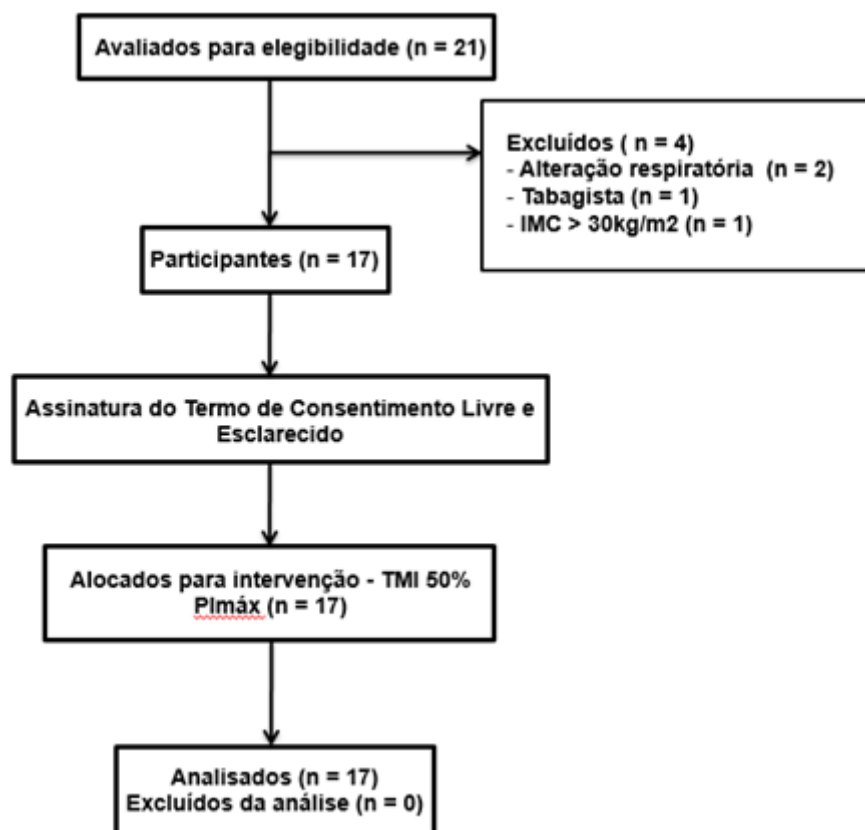 Avaliados para elegibilidade (n = 21)
Excluídos ( n = 4)
- Alteração respiratória (n = 2)
- Tabagista (n = 1)
- IMC > 30kg/m2 (n = 1)
Participantes (n = 17)
Assinatura do Termo de Consentimento Livre e
Esclarecido
Alocados para intervenção - TMI 50%
PImáx (n = 17)
Analisados (n = 17)
Excluídos da análise (n = 0)